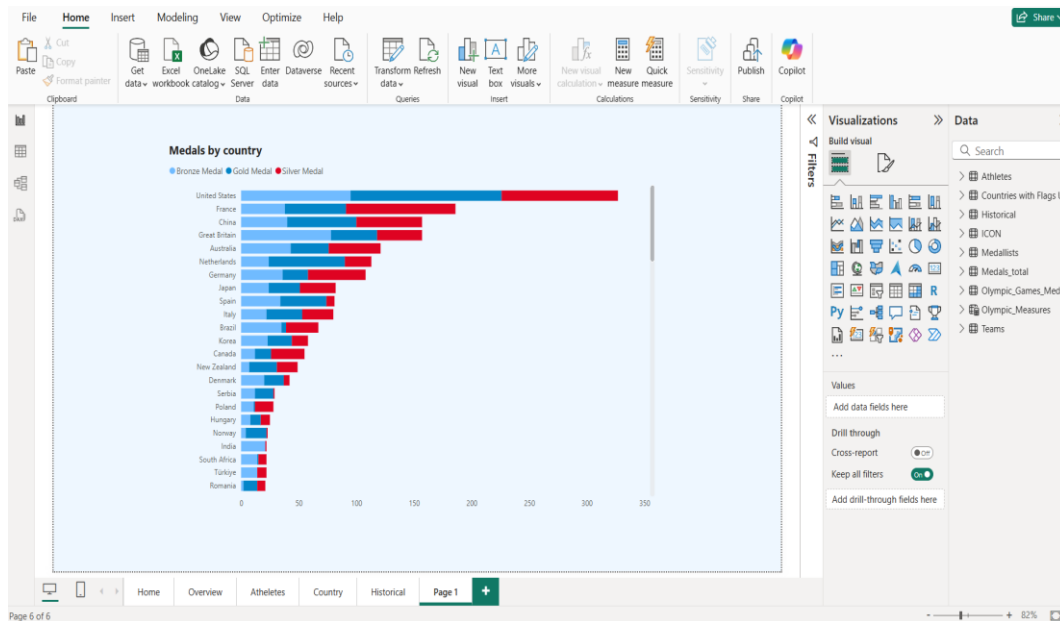 File Home Insert Modeling View Optimize Help
Share
Paste
Cut
Copy
Format painter
Clipboard
Get data
Excel workbook
OneLake catalog
SQL Server
Enter data
Dataverse
Recent sources
Data
Transform data
Refresh
Queries
New visual
Text box
More visuals
Insert
New visual calculation
New measure
Quick measure
Calculations
Sensitivity
Sensitivity
Publish
Share
Copilot
Copilot
Medals by country
Bronze Medal Gold Medal Silver Medal
United States
France
China
Great Britain
Australia
Netherlands
Germany
Japan
Spain
Italy
Brazil
Korea
Canada
New Zealand
Denmark
Serbia
Poland
Hungary
Norway
India
South Africa
Türkiye
Romania
0 50 100 150 200 250 300 350
Filters
Visualizations
Build visual
R
Py
...
Values
Add data fields here
Drill through
Cross-report Off
Keep all filters On
Add drill-through fields here
Data
Search
Athletes
Countries with Flags
Historical
ICON
Medallists
Medals_total
Olympic_Games_Med
Olympic_Measures
Teams
Home Overview Atheletes Country Historical Page 1 +
Page 6 of 6
- + 82%